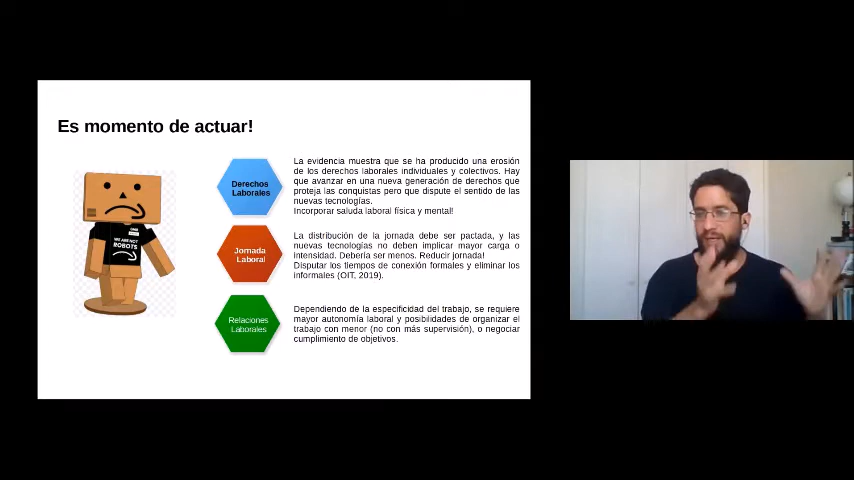 Es momento de actuar!
Derechos
Laborales
La evidencia muestra que se ha producido una erosión
de los derechos laborales individuales y colectivos. Hay
que avanzar en una nueva generación de derechos que
proteja las conquistas pero que dispute el sentido de las
nuevas tecnologías.
Incorporar saluda laboral física y mental!
Jornada
Laboral
La distribución de la jornada debe ser pactada, y las
nuevas tecnologías no deben implicar mayor carga o
intensidad. Debería ser menos. Reducir jornada!
Disputar los tiempos de conexión formales y eliminar los
informales (OIT, 2019).
Relaciones
Laborales
Dependiendo de la especificidad del trabajo, se requiere
mayor autonomía laboral y posibilidades de organizar el
trabajo con menor (no con más supervisión), o negociar
cumplimiento de objetivos.
WE ARE NOT
ROBOTS